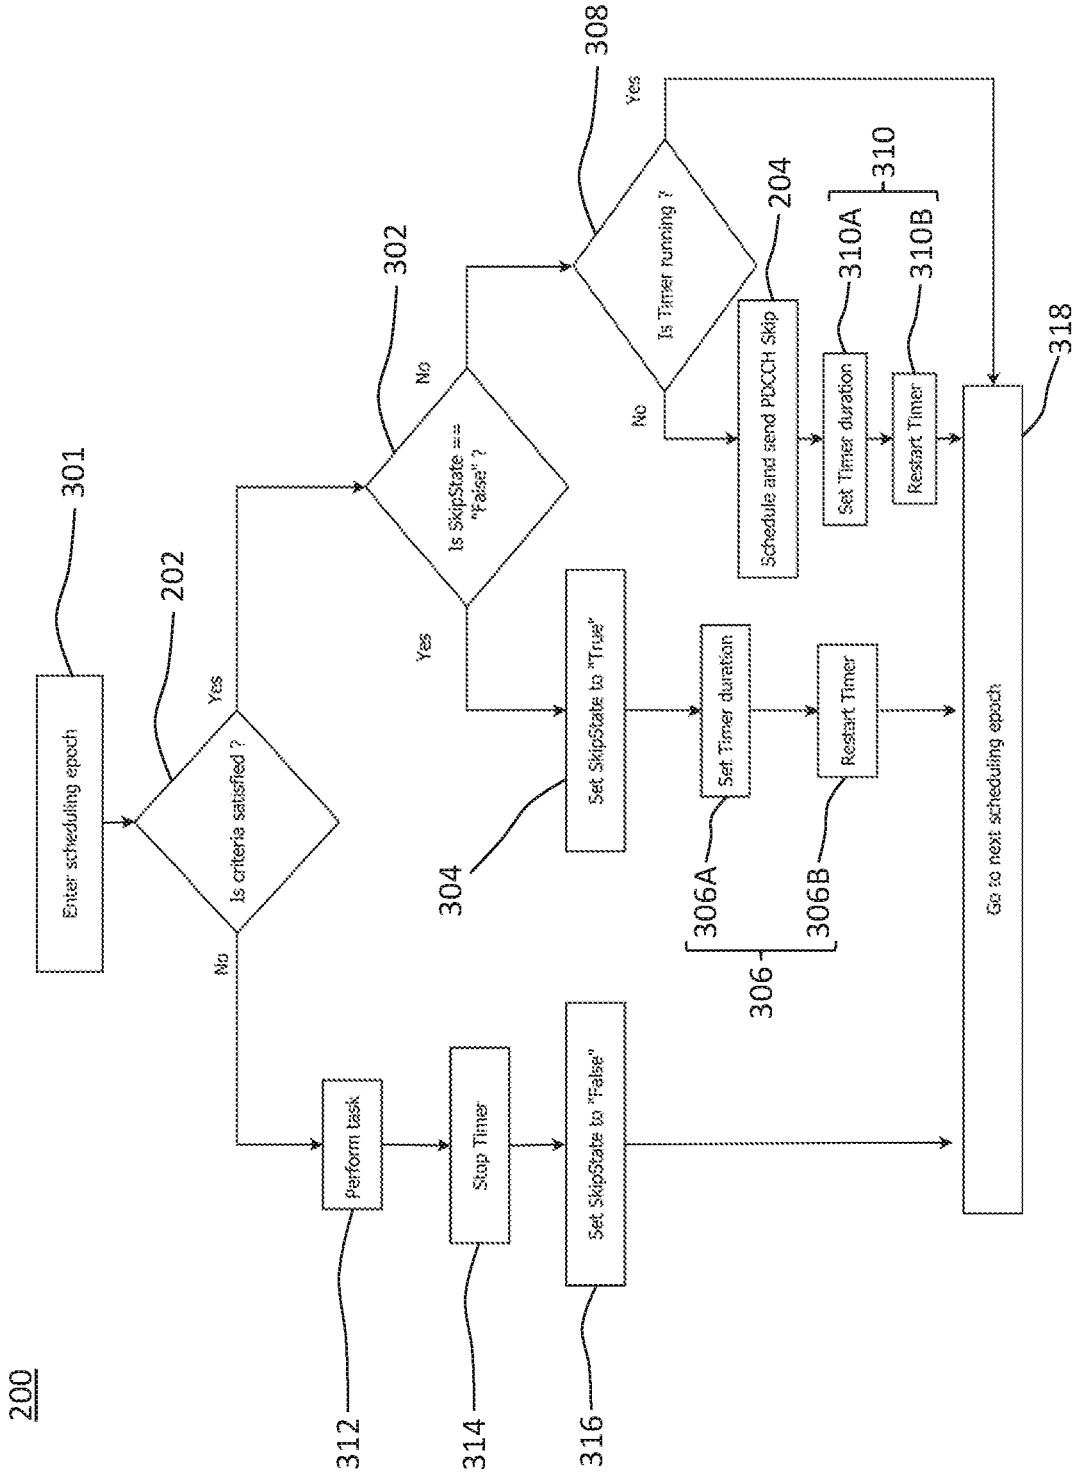 200
Enter scheduling epoch
301
Is criteria satisfied ?
202
No
Yes
Perform task
312
Stop Timer
314
Set SkipState to "False"
316
Is SkipState ==
"False" ?
302
Yes
No
Set SkipState to "True"
304
Set Timer duration
306A
Restart Timer
306B
306
Is Timer running ?
308
No
Yes
Schedule and send PDCCH Skip
204
Set Timer duration
310A
Restart Timer
310B
310
Go to next scheduling epoch
318